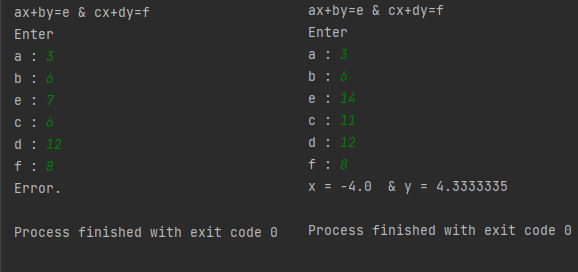 ax+by=e & cx+dy=f
Enter
a : 3
b : 6
e : 7
c : 6
d : 12
f : 8
Error.
Process finished with exit code 0
ax+by=e & cx+dy=f
Enter
a : 3
b : 6
e : 14
c : 11
d : 12
f : 8
x = -4.0  & y = 4.3333335
Process finished with exit code 0